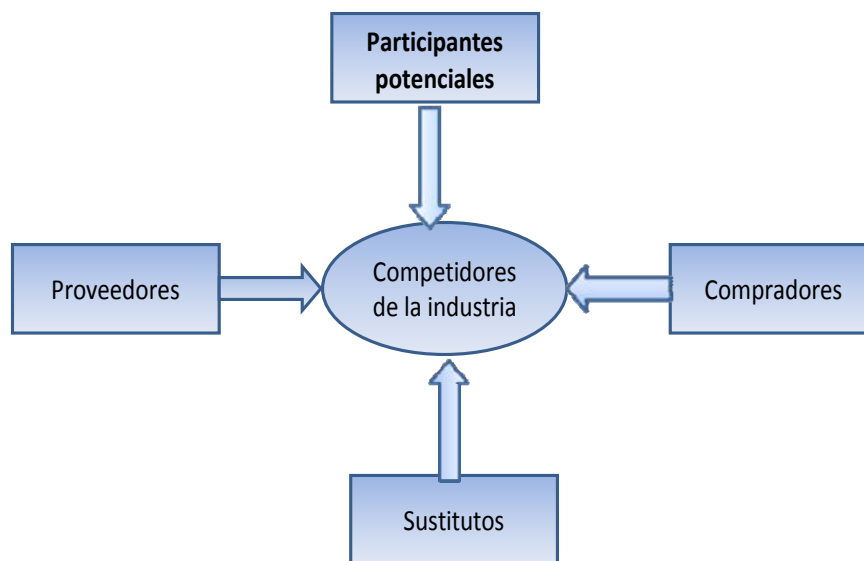 Participantes
potenciales
Proveedores
Competidores
de la industria
Compradores
Sustitutos